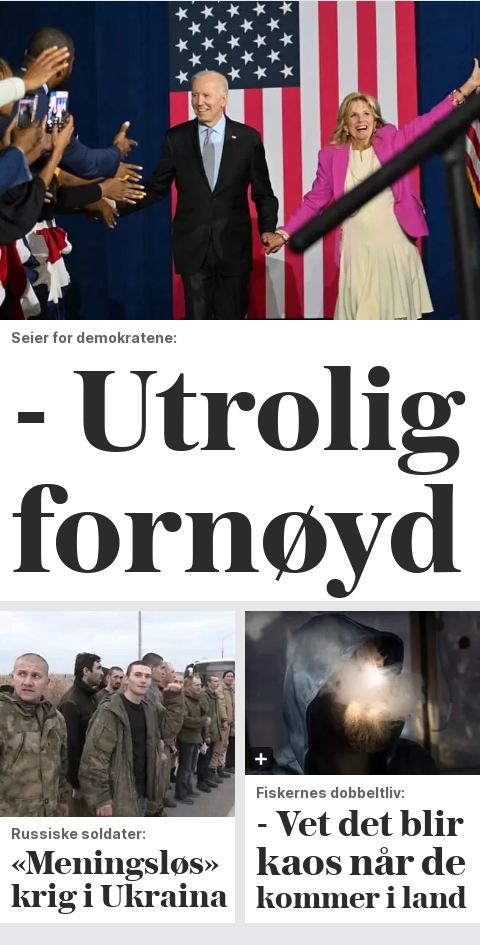 Seier for demokratene:
- Utrolig
fornøyd
Russiske soldater:
«Meningsløs»
krig i Ukraina
+
Fiskernes dobbeltliv:
- Vet det blir
kaos når de
kommer i land